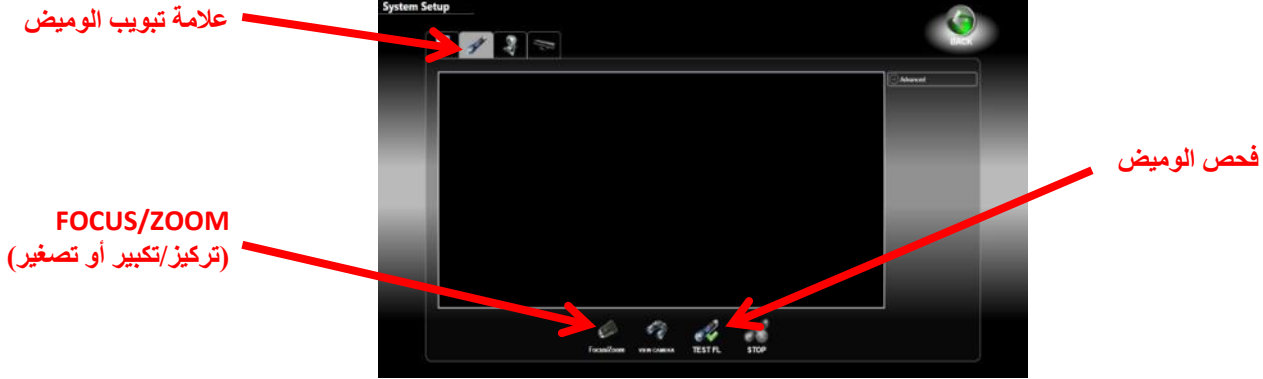 System Setup
علامة تبويب الوميض
BACK
Advanced
فحص الوميض
FOCUS/ZOOM
(تركيز/تكبير أو تصغير)
Focus/Zoom
VIEW CAMERA
TEST FL
STOP